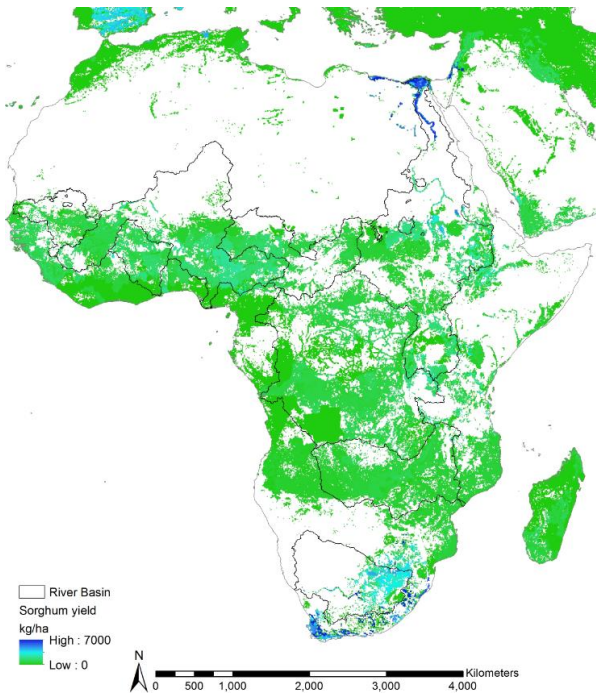 River Basin
Sorghum yield
kg/ha
High : 7000
Low : 0
N
Kilometers
0 500 1,000 2,000 3,000 4,000